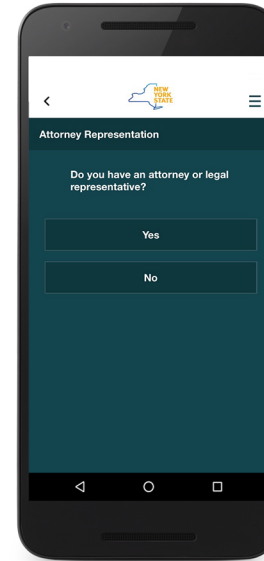 NEW
YORK
STATE
Attorney Representation
Do you have an attorney or legal
representative?
Yes
No